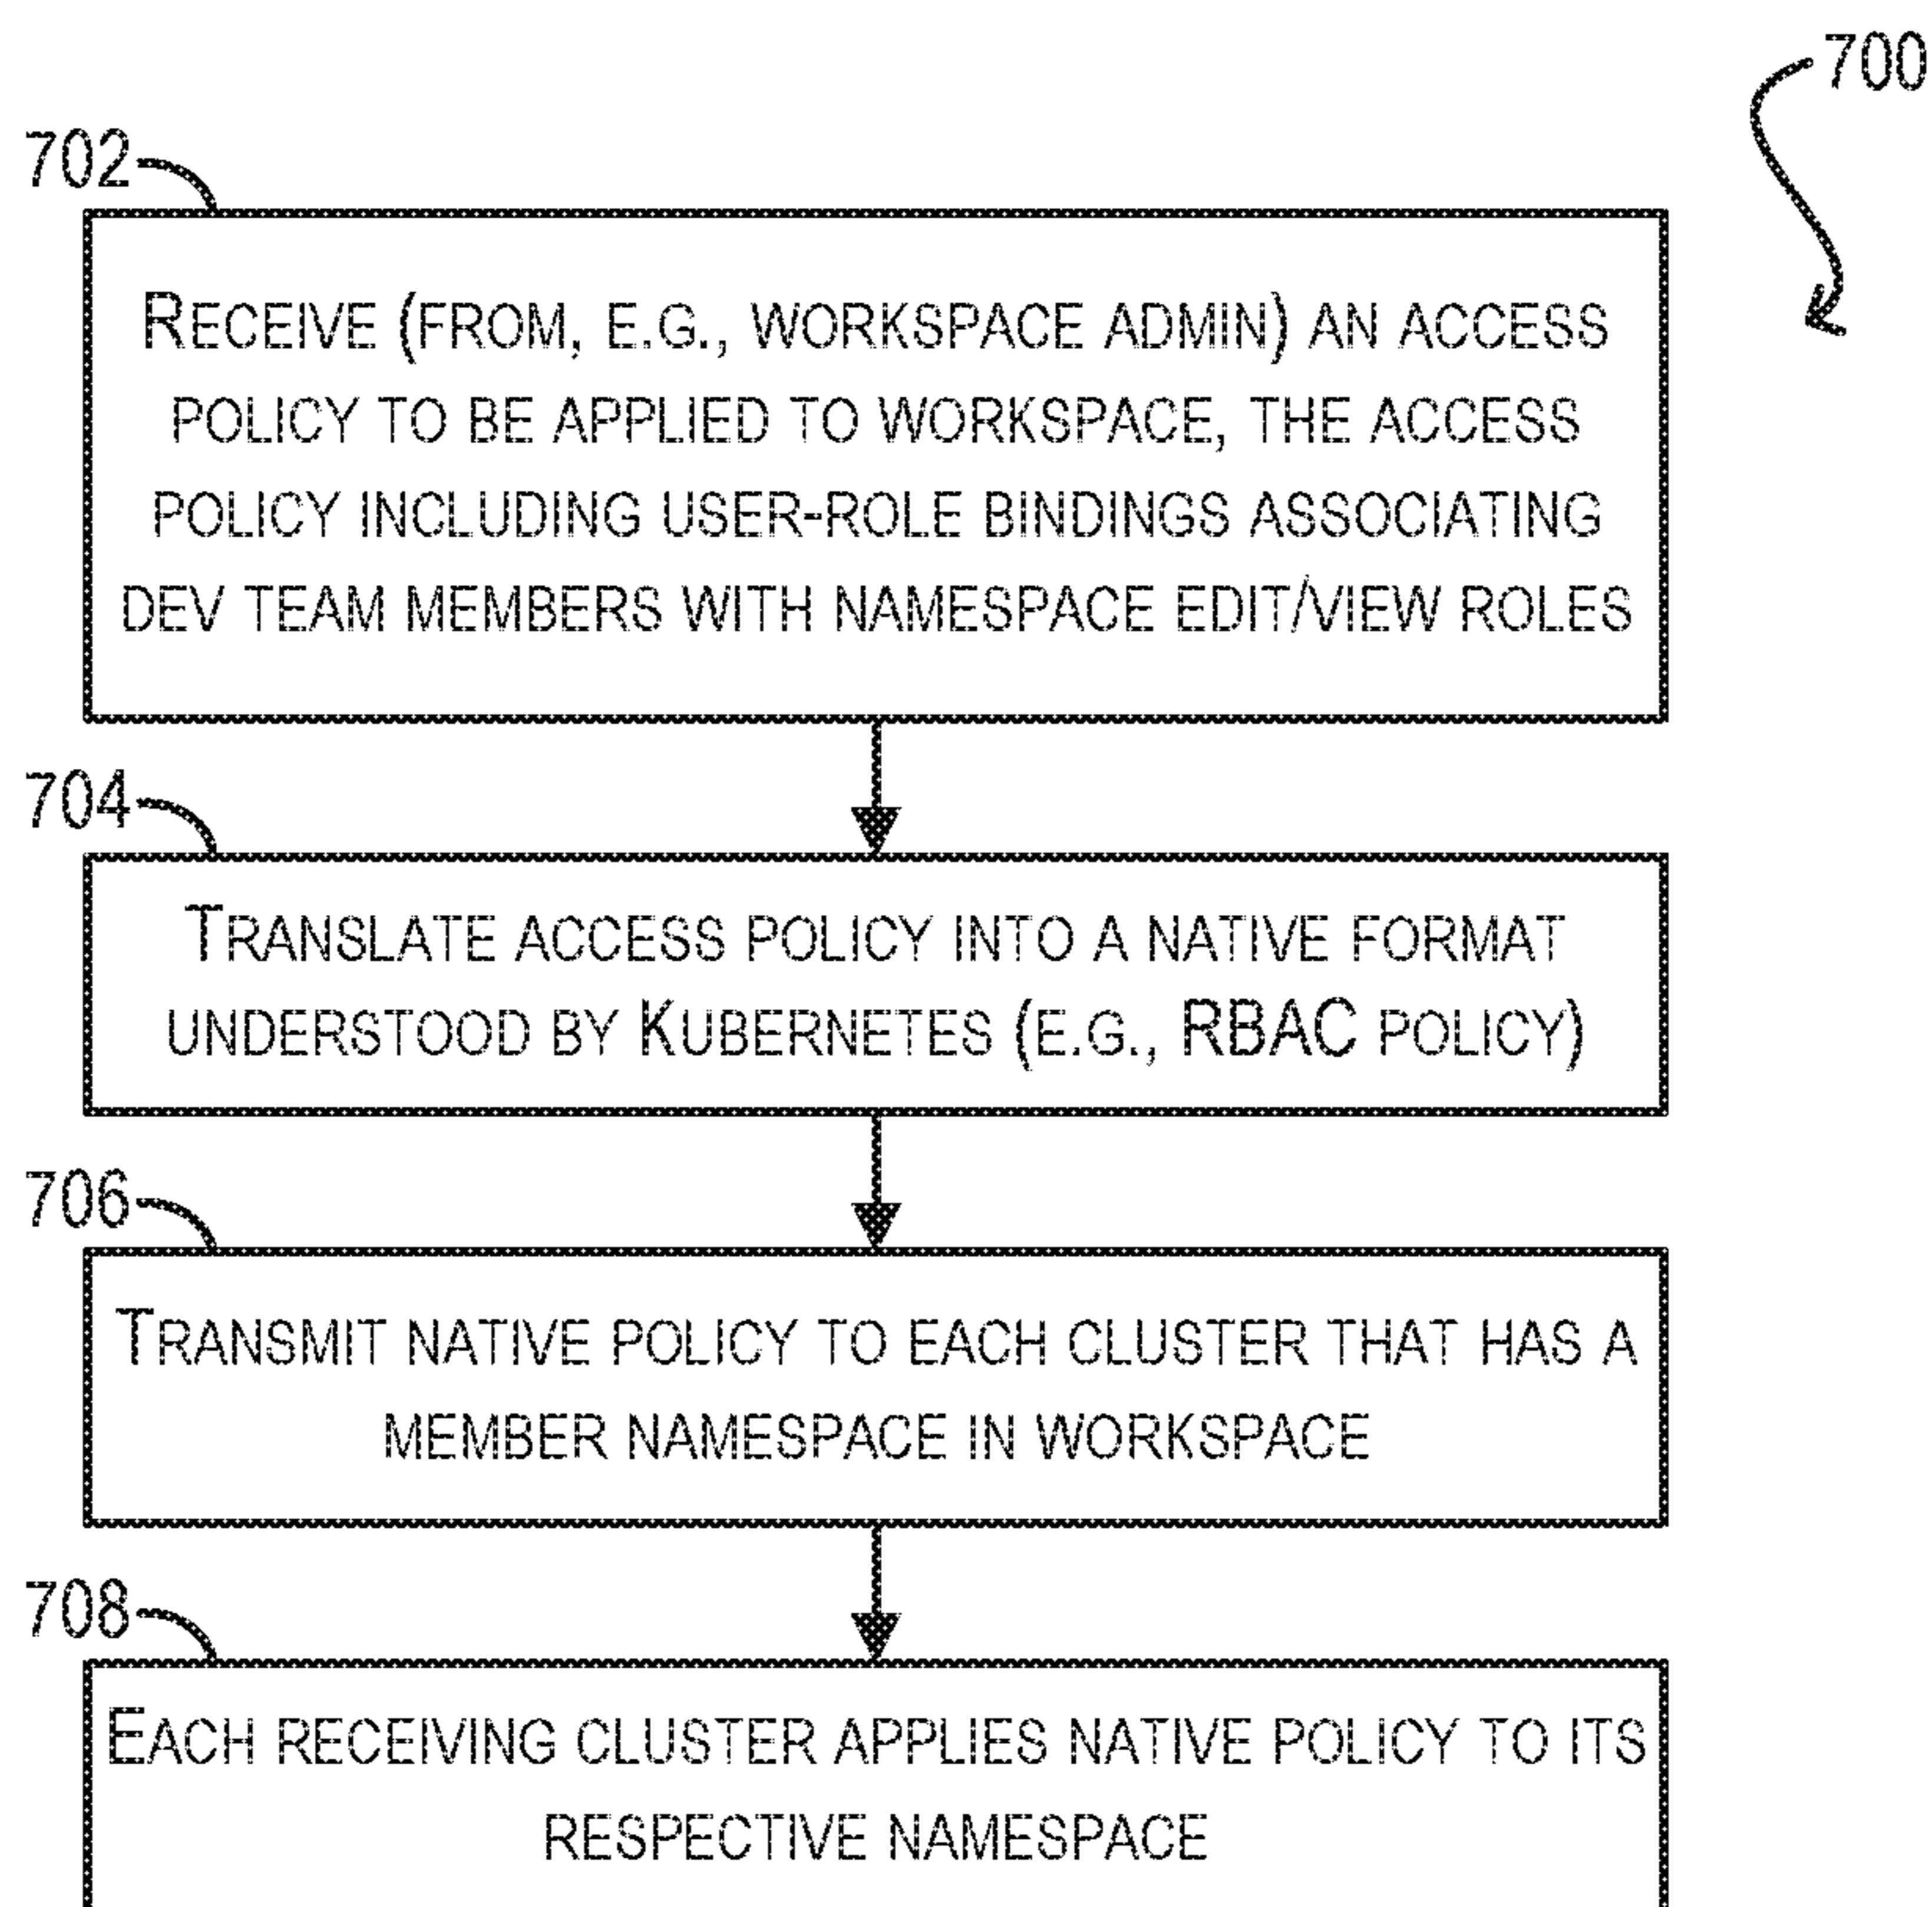 700
702
RECEIVE (FROM, E.G., WORKSPACE ADMIN) AN ACCESS
POLICY TO BE APPLIED TO WORKSPACE, THE ACCESS
POLICY INCLUDING USER-ROLE BINDINGS ASSOCIATING
DEV TEAM MEMBERS WITH NAMESPACE EDIT/VIEW ROLES
704
TRANSLATE ACCESS POLICY INTO A NATIVE FORMAT
UNDERSTOOD BY KUBERNETES (E.G., RBAC POLICY)
706
TRANSMIT NATIVE POLICY TO EACH CLUSTER THAT HAS A
MEMBER NAMESPACE IN WORKSPACE
708
EACH RECEIVING CLUSTER APPLIES NATIVE POLICY TO ITS
RESPECTIVE NAMESPACE